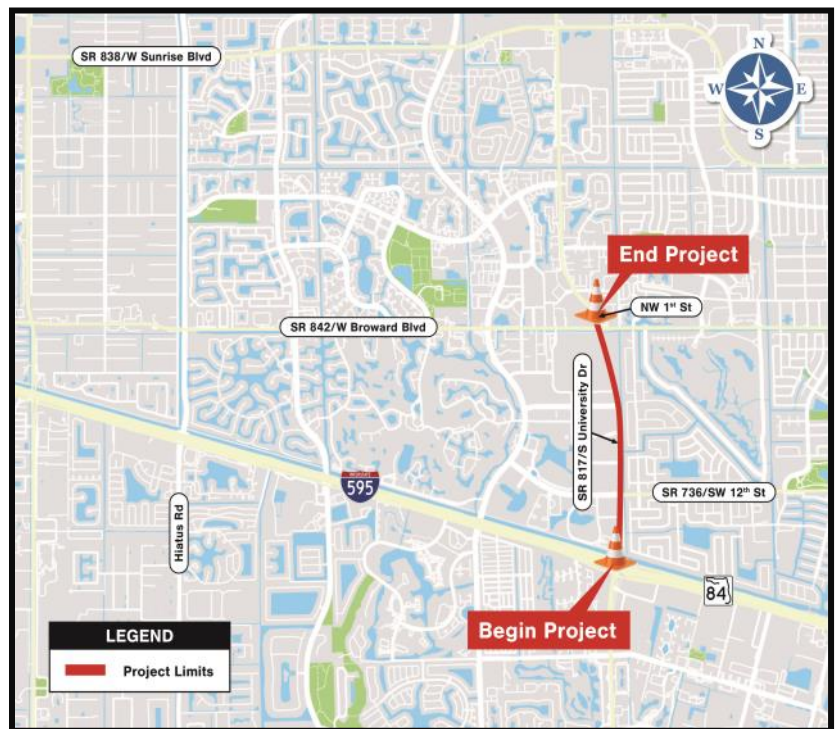 SR 838/W Sunrise Blvd
N
W E
S
End Project
NW 1st St
SR 842/W Broward Blvd
SR 817/S University Dr
INTERSTATE
595
SR 736/SW 12th St
Hiatus Rd
84
Begin Project
LEGEND
Project Limits